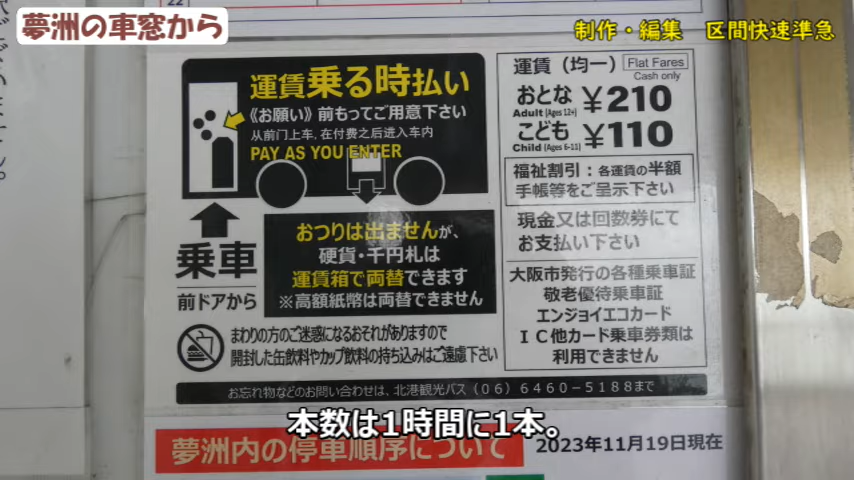 夢洲の車窓から
制作・編集 区間快速準急
22
運賃乗る時払い
《お願い》前もってご用意下さい
从前门上车,在付费之后进入车内
PAY AS YOU ENTER
乗車
前ドアから
おつりは出ませんが、
硬貨・千円札は
運賃箱で両替できます
※高額紙幣は両替できません
まわりの方のご迷惑になるおそれがありますので
開封した缶飲料やカップ飲料の持ち込みはご遠慮下さい
運賃(均一) Flat Fares
Cash only
おとな ¥210
Adult (Ages 12+)
こども ¥110
Child (Ages 6-11)
福祉割引:各運賃の半額
手帳等をご呈示下さい
現金又は回数券にて
お支払い下さい
大阪市発行の各種乗車証
敬老優待乗車証
エンジョイエコカード
IC他カード乗車券類は
利用できません
お忘れ物などのお問い合わせは、北港観光バス(06)6460-5188まで
本数は1時間に1本。
夢洲内の停車順序について 2023年11月19日現在